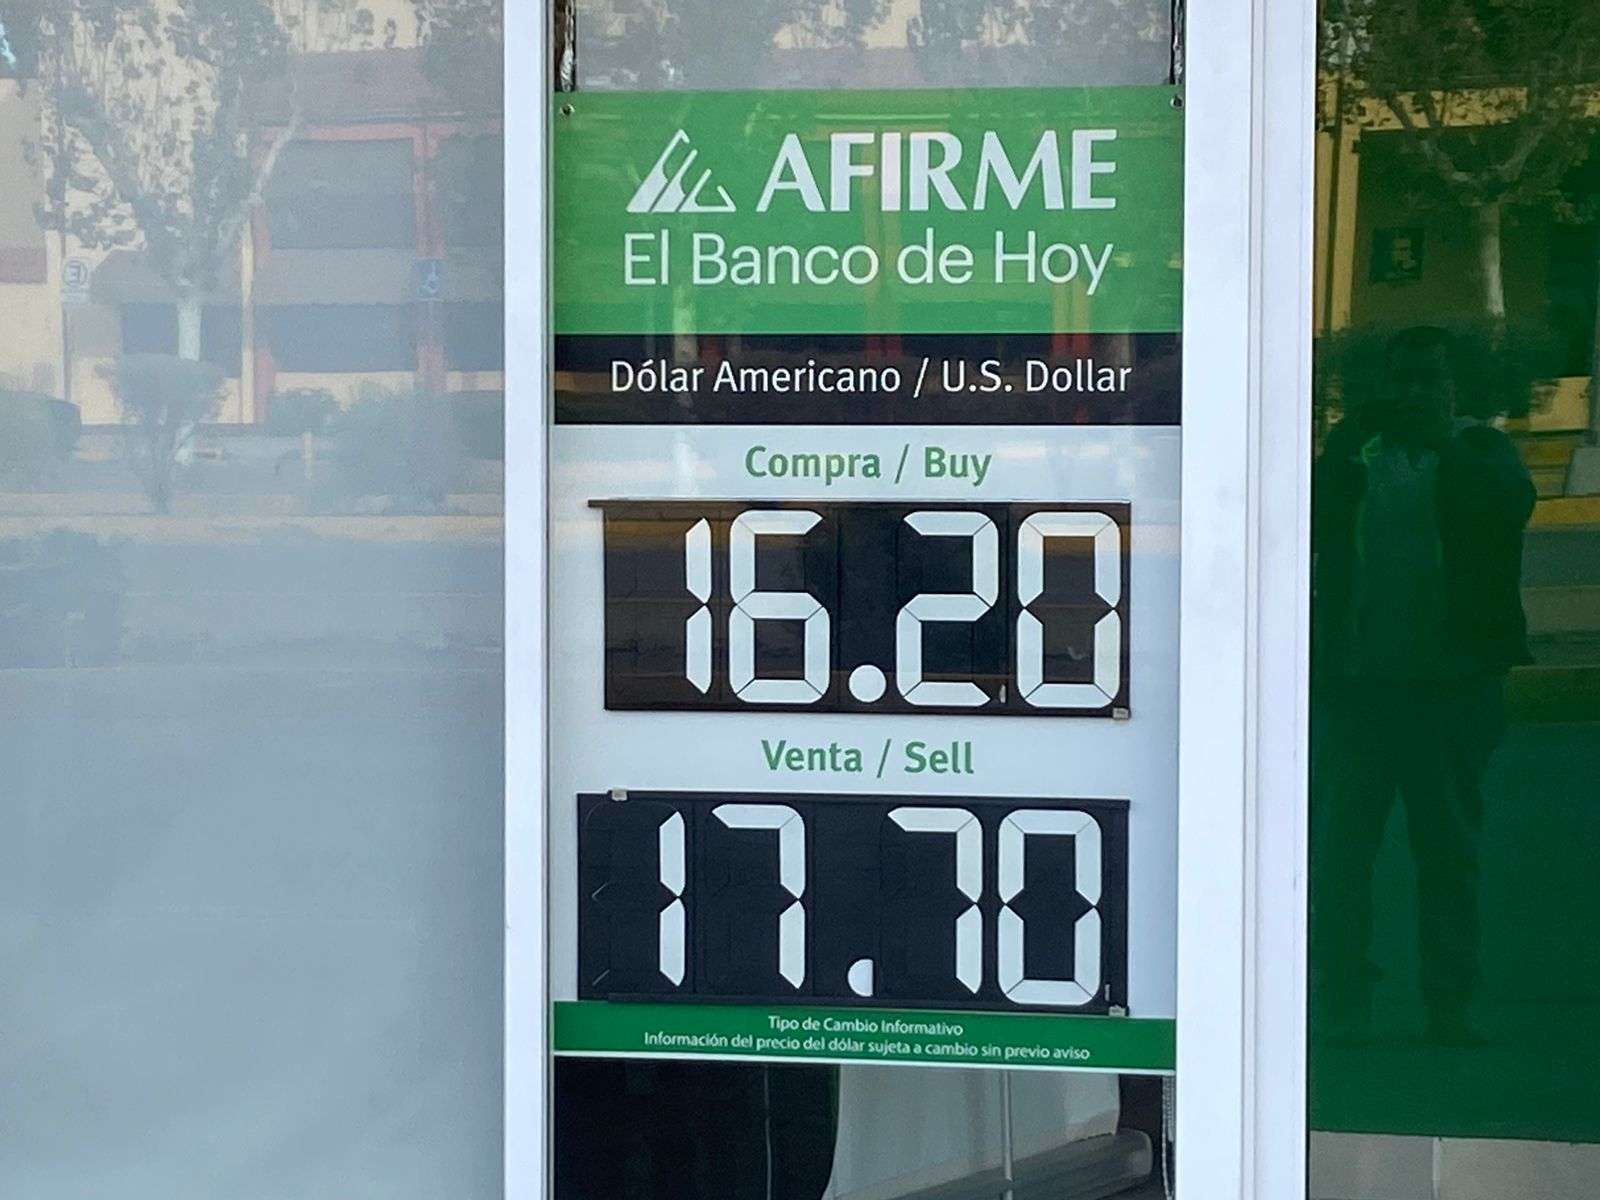 AFIRME
El Banco de Hoy
Dólar Americano / U.S. Dollar
Compra / Buy
16.20
Venta / Sell
17.70
Tipo de Cambio Informativo
Información del precio del dólar sujeta a cambio sin previo aviso